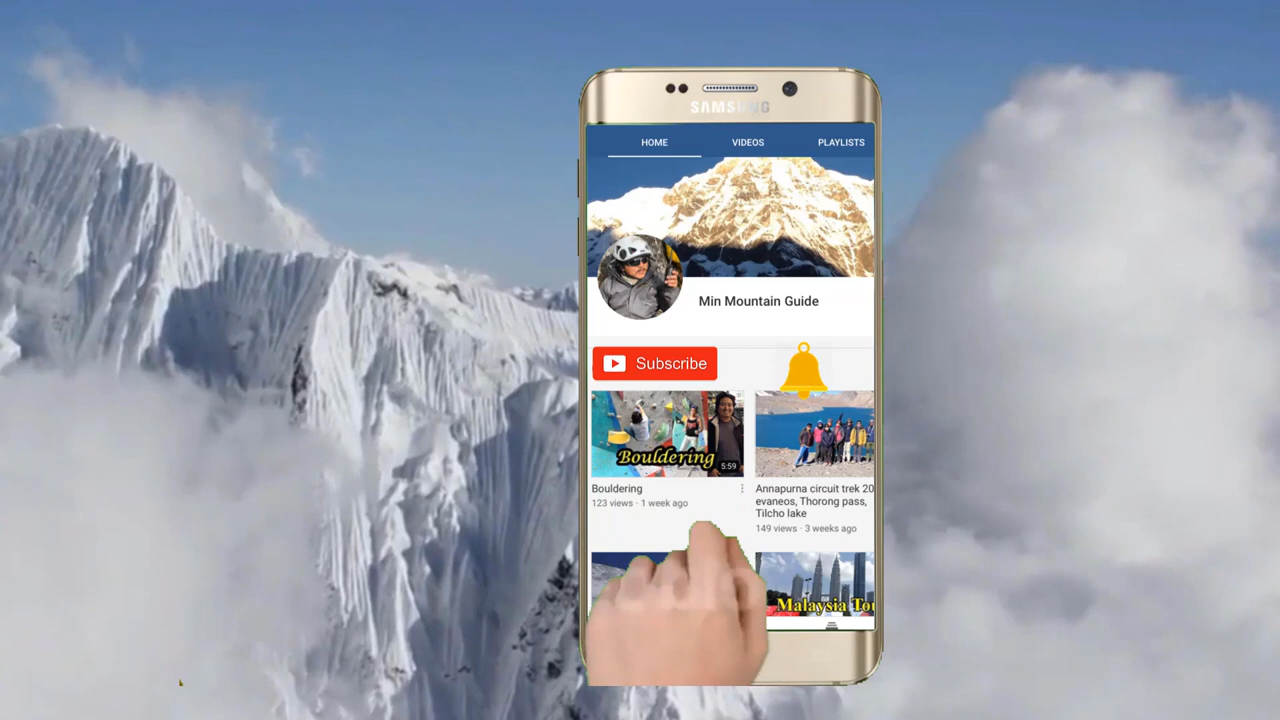 SAMSUNG
HOME VIDEOS PLAYLISTS
Min Mountain Guide
Subscribe
Bouldering
5:59
Bouldering
123 views · 1 week ago
Annapurna circuit trek 20
evaneos, Thorong pass,
Tilcho lake
149 views · 3 weeks ago
Malaysia Tou